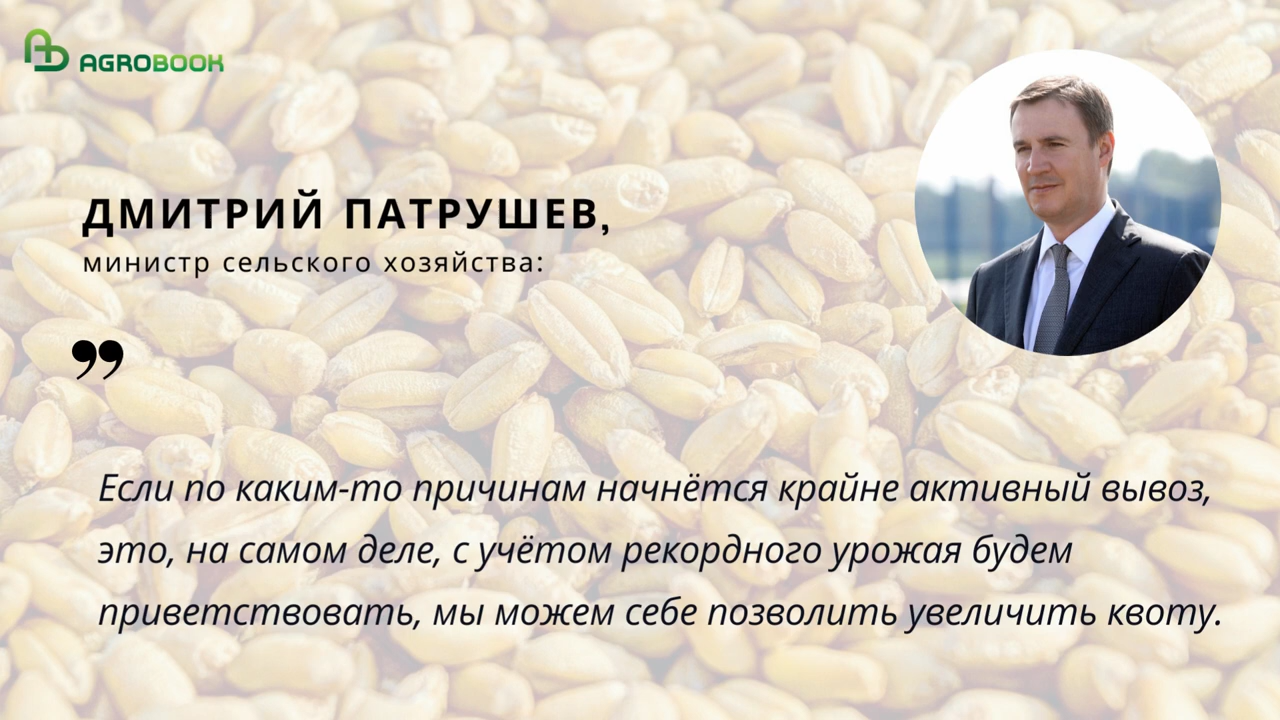 AGROBOOK
ДМИТРИЙ ПАТРУШЕВ,
министр сельского хозяйства:
”
Если по каким-то причинам начнётся крайне активный вывоз,
это, на самом деле, с учётом рекордного урожая будем
приветствовать, мы можем себе позволить увеличить квоту.